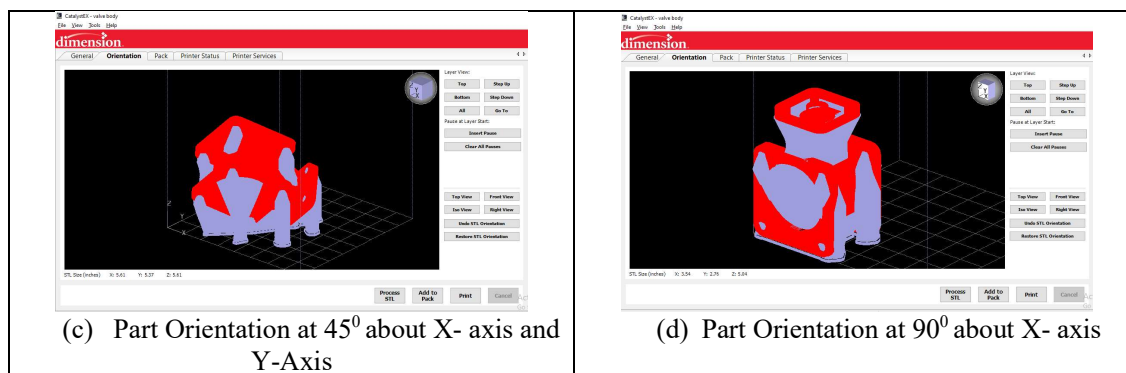 CatalystEX - valve body
File View Tools Help
dimension
General Orientation Pack Printer Status Printer Services
Layer View:
Top Step Up
Bottom Step Down
All Go To
Pause at Layer Start:
Insert Pause
Clear All Pauses
Z
Y
X
Z
Y
X
Top View Front View
Iso View Right View
Undo STL Orientation
Restore STL Orientation
STL Size (inches) X: 5.61 Y: 5.37 Z: 5.61
Process STL Add to Pack Print Cancel
(c) Part Orientation at 45⁰ about X- axis and
Y-Axis
CatalystEX - valve body
File View Tools Help
dimension
General Orientation Pack Printer Status Printer Services
Layer View:
Top Step Up
Bottom Step Down
All Go To
Pause at Layer Start:
Insert Pause
Clear All Pauses
Top View Front View
Iso View Right View
Undo STL Orientation
Restore STL Orientation
STL Size (inches) X: 3.54 Y: 2.76 Z: 5.04
Process STL Add to Pack Print Cancel
(d) Part Orientation at 90⁰ about X- axis